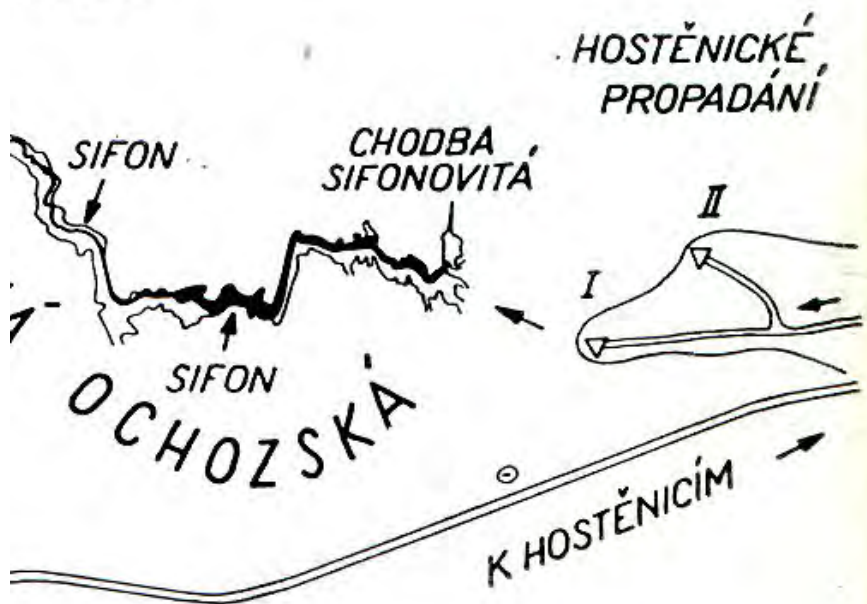 HOSTĚNICKÉ
PROPADÁNÍ
SIFON
CHODBA
SIFONOVITÁ
II
I
SIFON
OCHOZSKÁ
K HOSTĚNICÍM